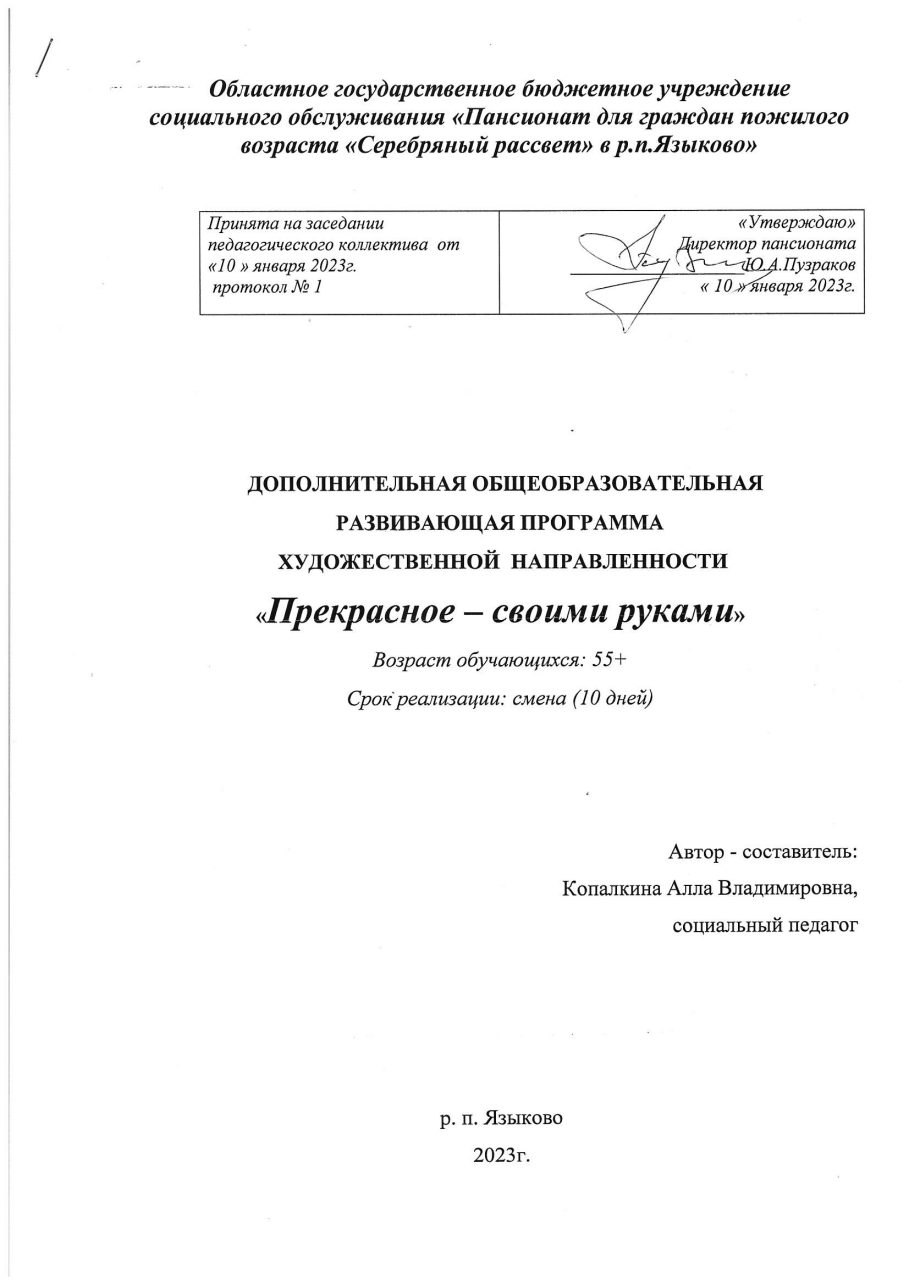 Областное государственное бюджетное учреждение
социального обслуживания «Пансионат для граждан пожилого
возраста «Серебряный рассвет» в р.п.Языково»
Принята на заседании
педагогического коллектива от
«10 » января 2023г.
протокол № 1
«Утверждаю»
Директор пансионата
Ю.А.Пузраков
« 10 » января 2023г.
ДОПОЛНИТЕЛЬНАЯ ОБЩЕОБРАЗОВАТЕЛЬНАЯ
РАЗВИВАЮЩАЯ ПРОГРАММА
ХУДОЖЕСТВЕННОЙ НАПРАВЛЕННОСТИ
«Прекрасное – своими руками»
Возраст обучающихся: 55+
Срок реализации: смена (10 дней)
Автор - составитель:
Копалкина Алла Владимировна,
социальный педагог
р. п. Языково
2023г.